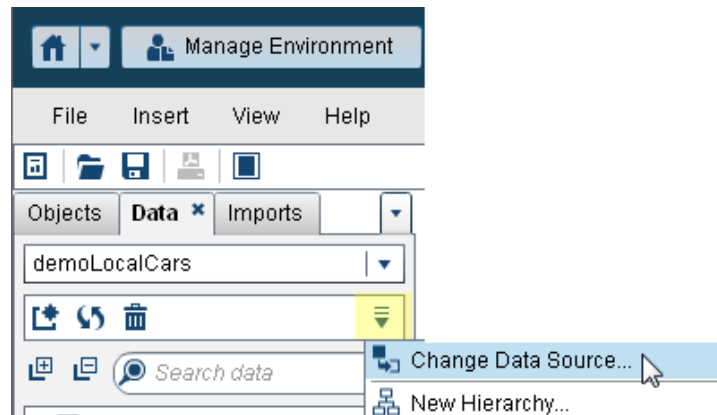 Manage Environment
File Insert View Help
Objects Data Imports
demoLocalCars
Search data
Change Data Source...
New Hierarchy...